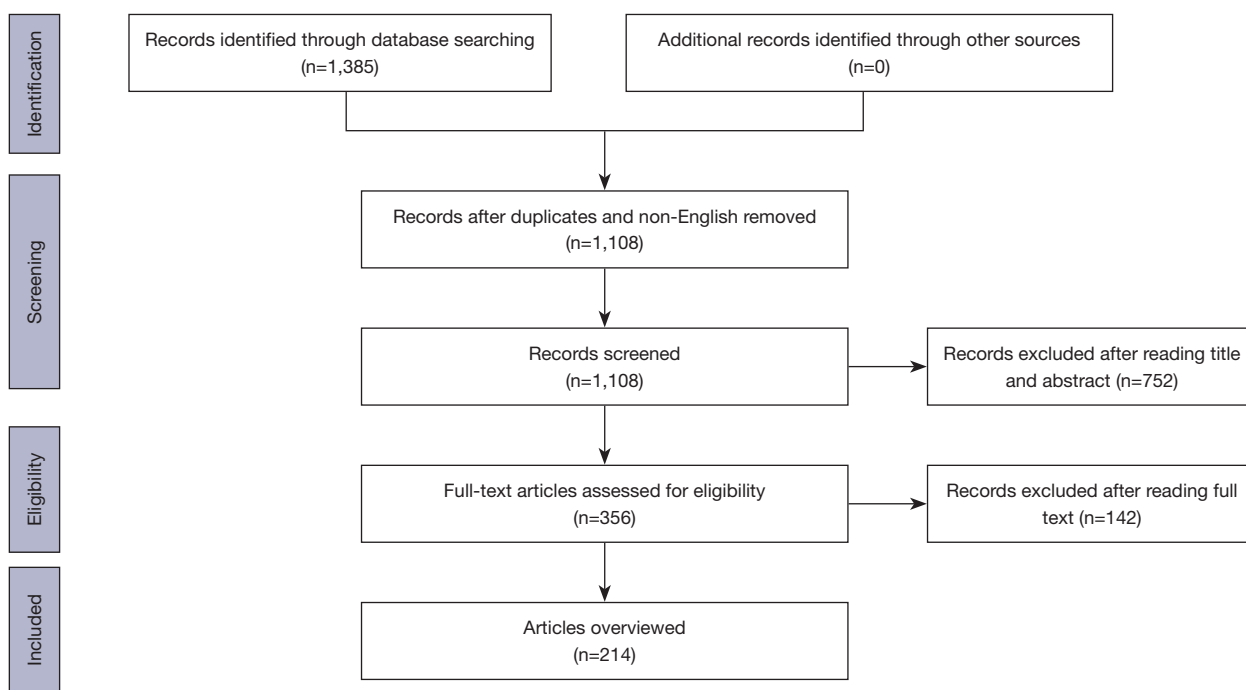 Identification
Records identified through database searching
(n=1,385)
Additional records identified through other sources
(n=0)
Screening
Records after duplicates and non-English removed
(n=1,108)
Records screened
(n=1,108)
Records excluded after reading title
and abstract (n=752)
Eligibility
Full-text articles assessed for eligibility
(n=356)
Records excluded after reading full
text (n=142)
Included
Articles overviewed
(n=214)